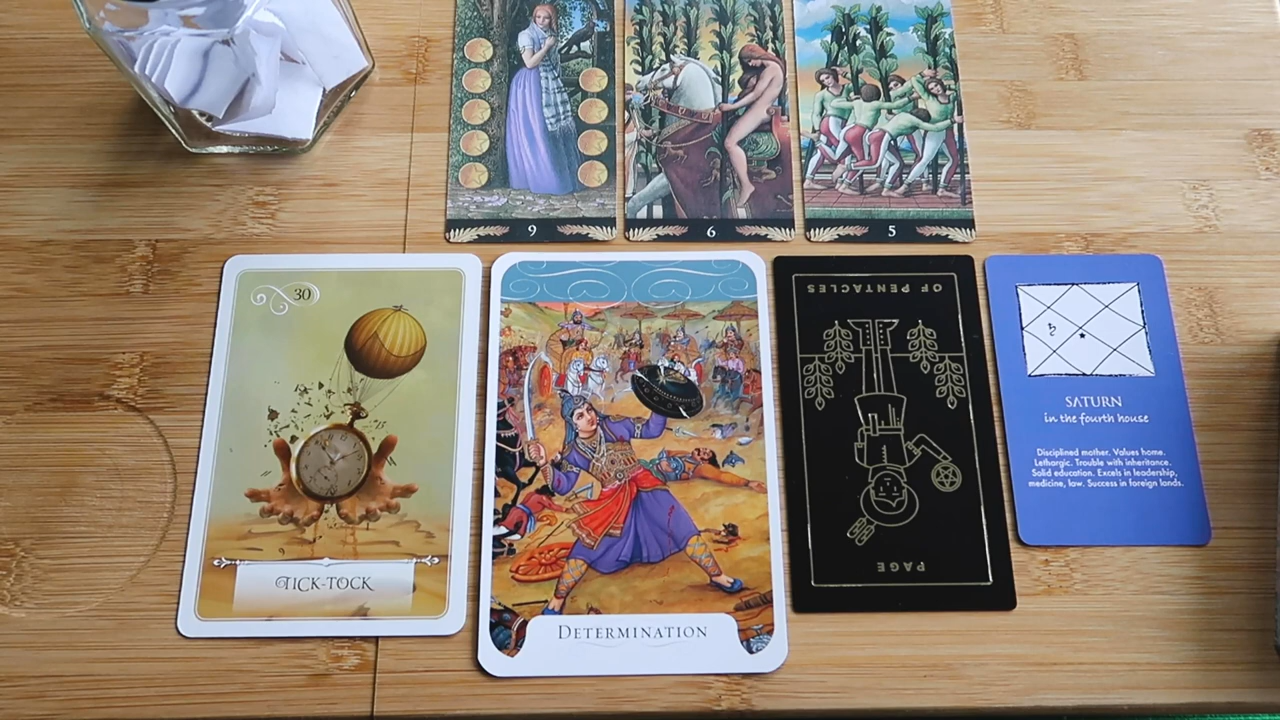 9
6
5
30
TICK-TOCK
DETERMINATION
PAGE
OF PENTACLES
SATURN
in the fourth house
Disciplined mother. Values home.
Lethargic. Trouble with inheritance.
Solid education. Excels in leadership,
medicine, law. Success in foreign lands.